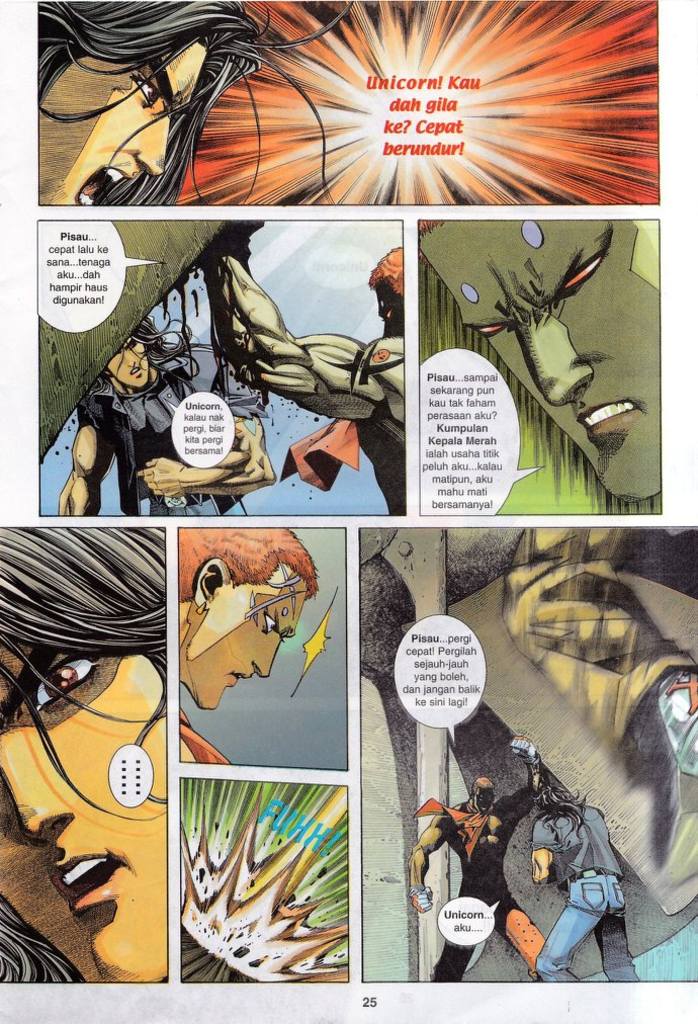 Unicorn! Kau
dah gila
ke? Cepat
berundur!
Pisau...
cepat lalu ke
sana...tenaga
aku...dah
hampir haus
digunakan!
Unicorn,
kalau nak
pergi, biar
kita pergi
bersama!
Pisau...sampai
sekarang pun
kau tak faham
perasaan aku?
Kumpulan
Kepala Merah
ialah usaha titik
peluh aku...kalau
matipun, aku
mahu mati
bersamanya!
......
FUHH!
Pisau...pergi
cepat! Pergilah
sejauh-jauh
yang boleh,
dan jangan balik
ke sini lagi!
Unicorn...
aku....
25